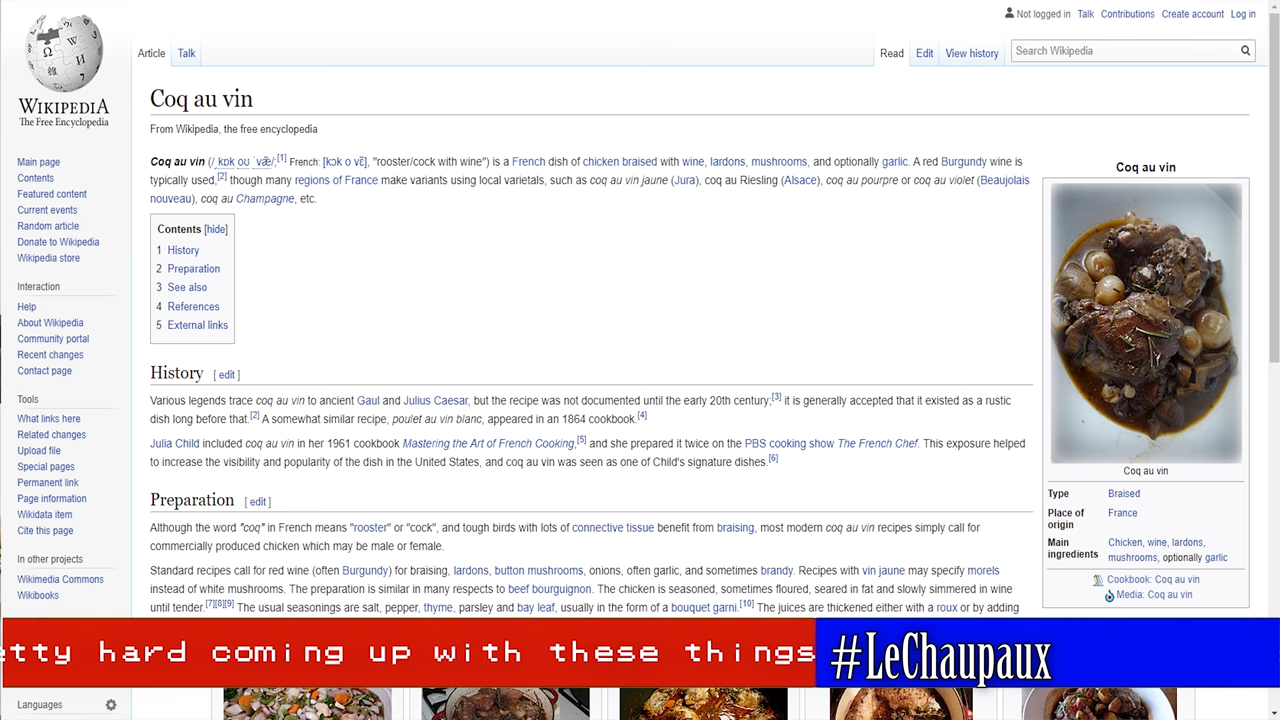 Not logged in Talk Contributions Create account Log in
Article Talk Read Edit View history Search Wikipedia
WIKIPEDIA
The Free Encyclopedia
Main page
Contents
Featured content
Current events
Random article
Donate to Wikipedia
Wikipedia store
Interaction
Help
About Wikipedia
Community portal
Recent changes
Contact page
Tools
What links here
Related changes
Upload file
Special pages
Permanent link
Page information
Wikidata item
Cite this page
In other projects
Wikimedia Commons
Wikibooks
Languages
Coq au vin
From Wikipedia, the free encyclopedia
Coq au vin (/ˌkɒk oʊ ˈvæ̃/;[1] French: [kɔk o vɛ̃], "rooster/cock with wine") is a French dish of chicken braised with wine, lardons, mushrooms, and optionally garlic. A red Burgundy wine is
typically used,[2] though many regions of France make variants using local varietals, such as coq au vin jaune (Jura), coq au Riesling (Alsace), coq au pourpre or coq au violet (Beaujolais
nouveau), coq au Champagne, etc.
Contents [hide]
1 History
2 Preparation
3 See also
4 References
5 External links
History [ edit ]
Various legends trace coq au vin to ancient Gaul and Julius Caesar, but the recipe was not documented until the early 20th century;[3] it is generally accepted that it existed as a rustic
dish long before that.[2] A somewhat similar recipe, poulet au vin blanc, appeared in an 1864 cookbook.[4]
Julia Child included coq au vin in her 1961 cookbook Mastering the Art of French Cooking,[5] and she prepared it twice on the PBS cooking show The French Chef. This exposure helped
to increase the visibility and popularity of the dish in the United States, and coq au vin was seen as one of Child's signature dishes.[6]
Preparation [ edit ]
Although the word "coq" in French means "rooster" or "cock", and tough birds with lots of connective tissue benefit from braising, most modern coq au vin recipes simply call for
commercially produced chicken which may be male or female.
Standard recipes call for red wine (often Burgundy) for braising, lardons, button mushrooms, onions, often garlic, and sometimes brandy. Recipes with vin jaune may specify morels
instead of white mushrooms. The preparation is similar in many respects to beef bourguignon. The chicken is seasoned, sometimes floured, seared in fat and slowly simmered in wine
until tender.[7][8][9] The usual seasonings are salt, pepper, thyme, parsley and bay leaf, usually in the form of a bouquet garni.[10] The juices are thickened either with a roux or by adding
Coq au vin
Coq au vin
Type Braised
Place of origin France
Main ingredients Chicken, wine, lardons, mushrooms, optionally garlic
Cookbook: Coq au vin
Media: Coq au vin
etty hard coming up with these things
#LeChaupaux